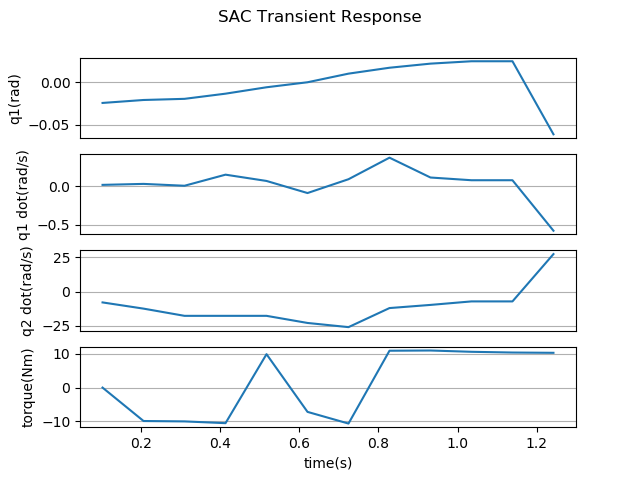 SAC Transient Response
q1(rad)
0.00
−0.05
q1 dot(rad/s)
0.0
−0.5
q2 dot(rad/s)
25
0
−25
torque(Nm)
10
0
−10
0.2 0.4 0.6 0.8 1.0 1.2
time(s)